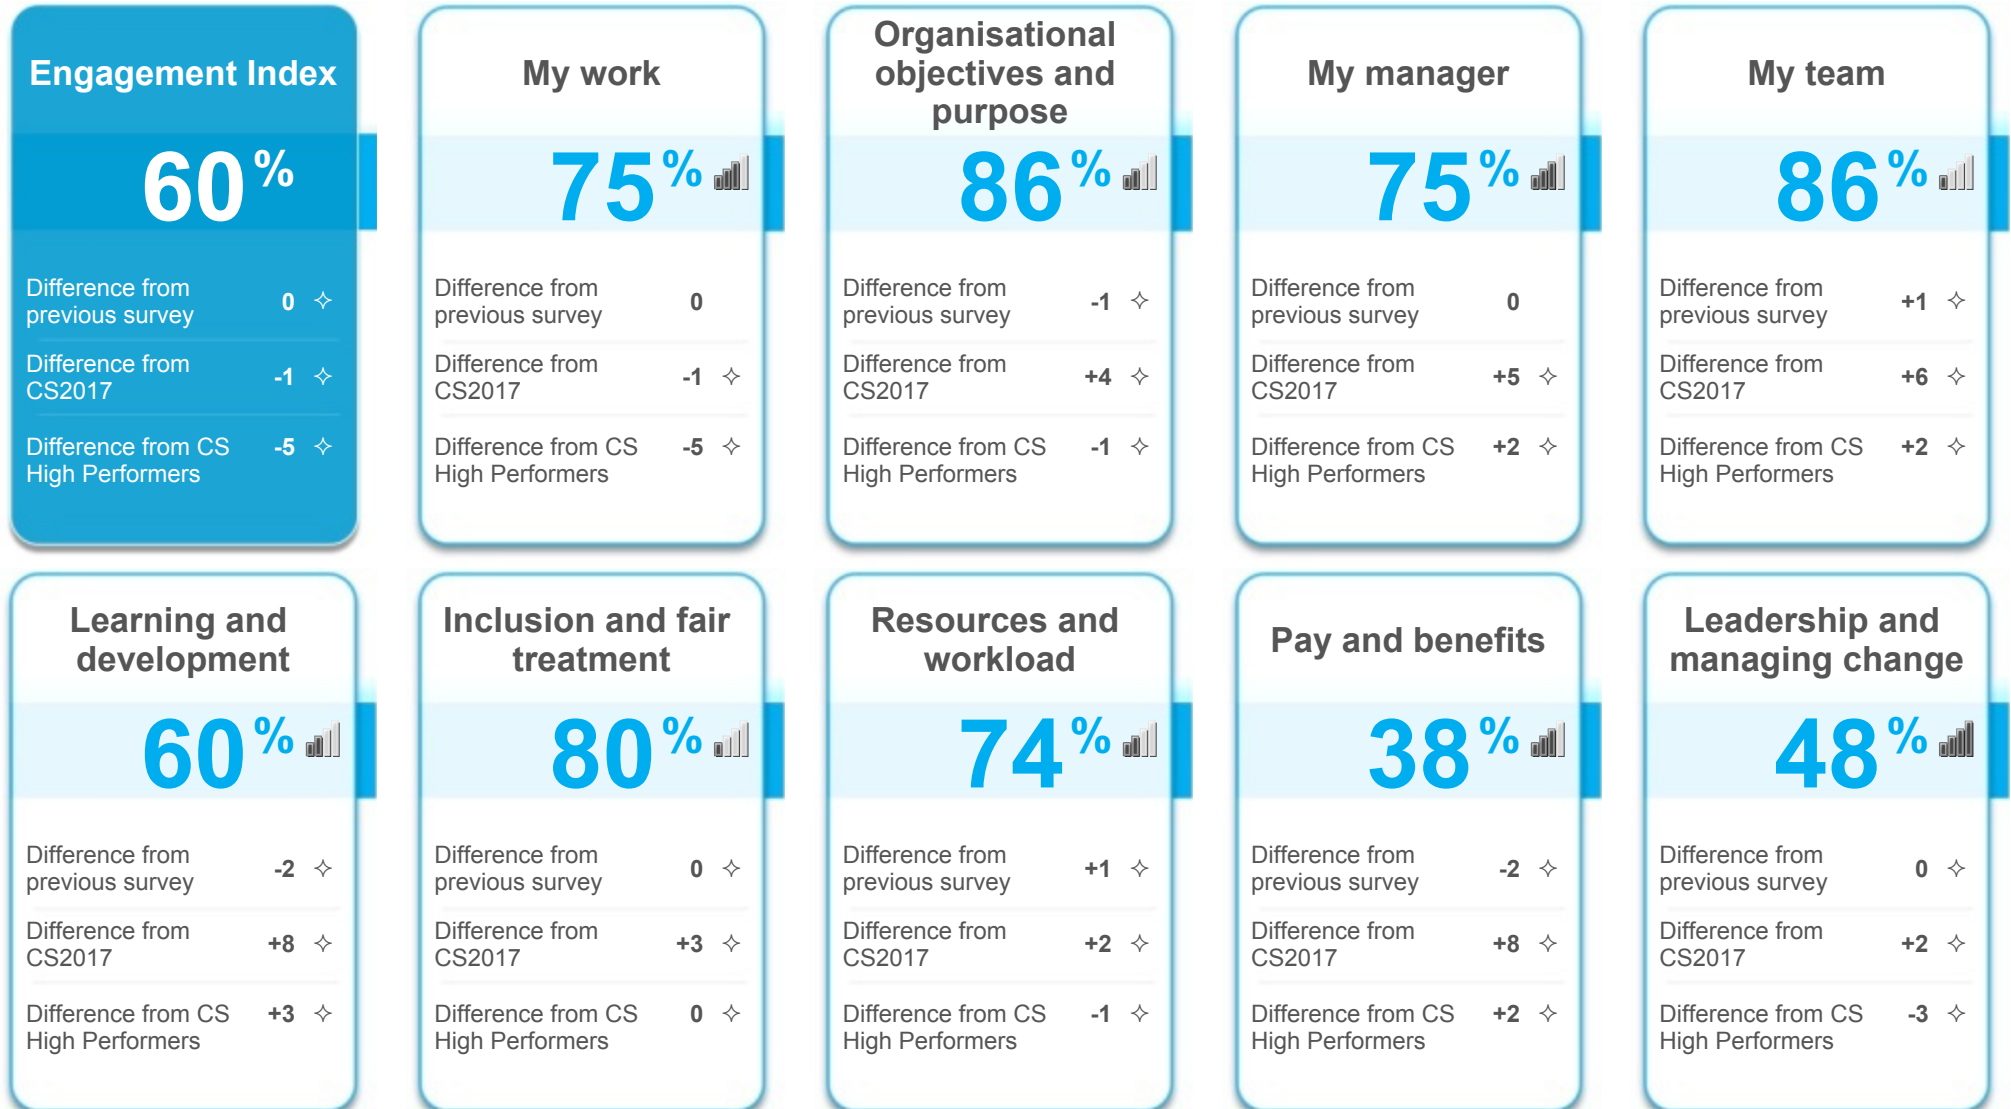 Engagement Index
60%
Difference from
previous survey
0 ✧
Difference from
CS2017
-1 ✧
Difference from CS
High Performers
-5 ✧
My work
75%
Difference from
previous survey
0
Difference from
CS2017
-1 ✧
Difference from CS
High Performers
-5 ✧
Organisational
objectives and
purpose
86%
Difference from
previous survey
-1 ✧
Difference from
CS2017
+4 ✧
Difference from CS
High Performers
-1 ✧
My manager
75%
Difference from
previous survey
0
Difference from
CS2017
+5 ✧
Difference from CS
High Performers
+2 ✧
My team
86%
Difference from
previous survey
+1 ✧
Difference from
CS2017
+6 ✧
Difference from CS
High Performers
+2 ✧
Learning and
development
60%
Difference from
previous survey
-2 ✧
Difference from
CS2017
+8 ✧
Difference from CS
High Performers
+3 ✧
Inclusion and fair
treatment
80%
Difference from
previous survey
0 ✧
Difference from
CS2017
+3 ✧
Difference from CS
High Performers
0 ✧
Resources and
workload
74%
Difference from
previous survey
+1 ✧
Difference from
CS2017
+2 ✧
Difference from CS
High Performers
-1 ✧
Pay and benefits
38%
Difference from
previous survey
-2 ✧
Difference from
CS2017
+8 ✧
Difference from CS
High Performers
+2 ✧
Leadership and
managing change
48%
Difference from
previous survey
0 ✧
Difference from
CS2017
+2 ✧
Difference from CS
High Performers
-3 ✧